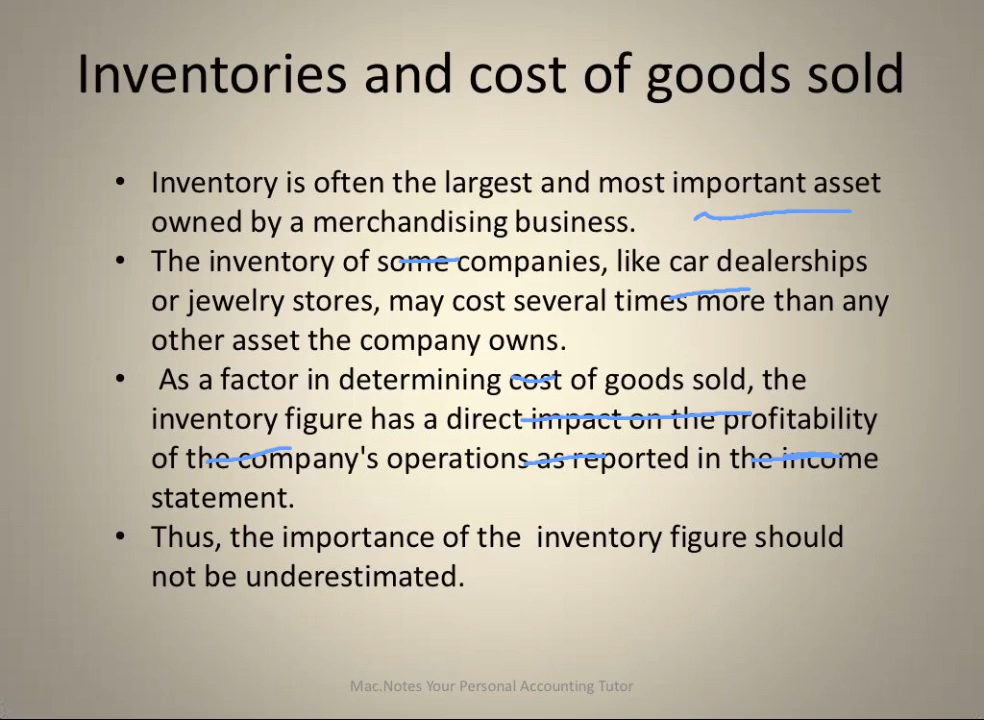 Inventories and cost of goods sold
• Inventory is often the largest and most important asset
owned by a merchandising business.
• The inventory of some companies, like car dealerships
or jewelry stores, may cost several times more than any
other asset the company owns.
• As a factor in determining cost of goods sold, the
inventory figure has a direct impact on the profitability
of the company's operations as reported in the income
statement.
• Thus, the importance of the inventory figure should
not be underestimated.
Mac.Notes Your Personal Accounting Tutor